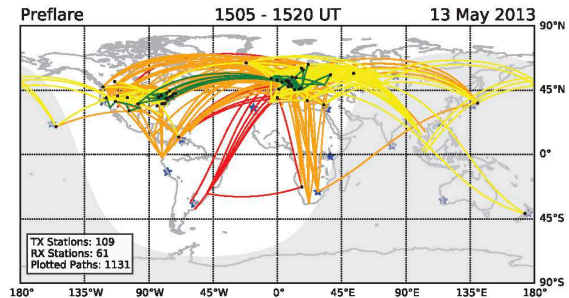 Preflare 1505 - 1520 UT 13 May 2013
90°N
45°N
0°
45°S
TX Stations: 109
RX Stations: 61
Plotted Paths: 1131
90°S
180° 135°W 90°W 45°W 0° 45°E 90°E 135°E 180°